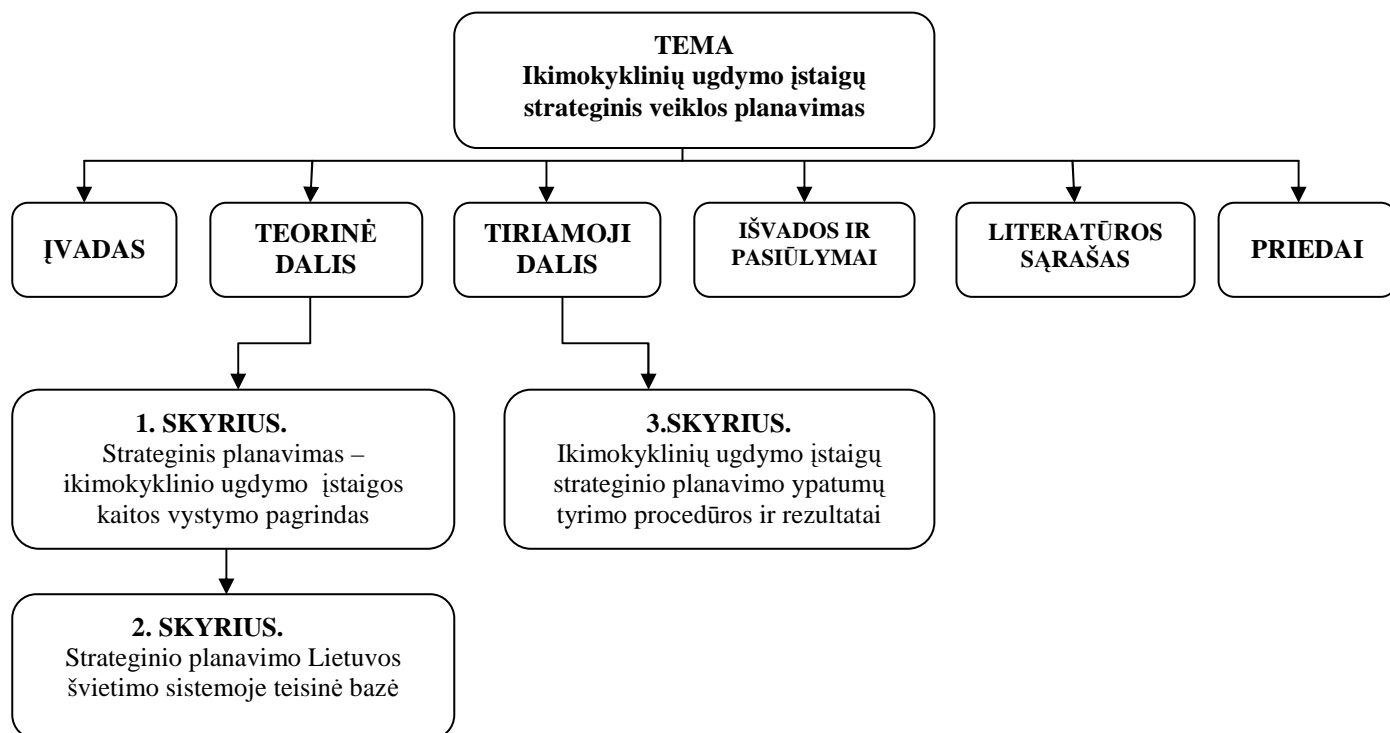 TEMA
Ikimokyklinių ugdymo įstaigų
strateginis veiklos planavimas
ĮVADAS
TEORINĖ
DALIS
TIRIAMOJI
DALIS
IŠVADOS IR
PASIŪLYMAI
LITERATŪROS
SĄRAŠAS
PRIEDAI
1. SKYRIUS.
Strateginis planavimas –
ikimokyklinio ugdymo įstaigos
kaitos vystymo pagrindas
3.SKYRIUS.
Ikimokyklinių ugdymo įstaigų
strateginio planavimo ypatumų
tyrimo procedūros ir rezultatai
2. SKYRIUS.
Strateginio planavimo Lietuvos
švietimo sistemoje teisinė bazė